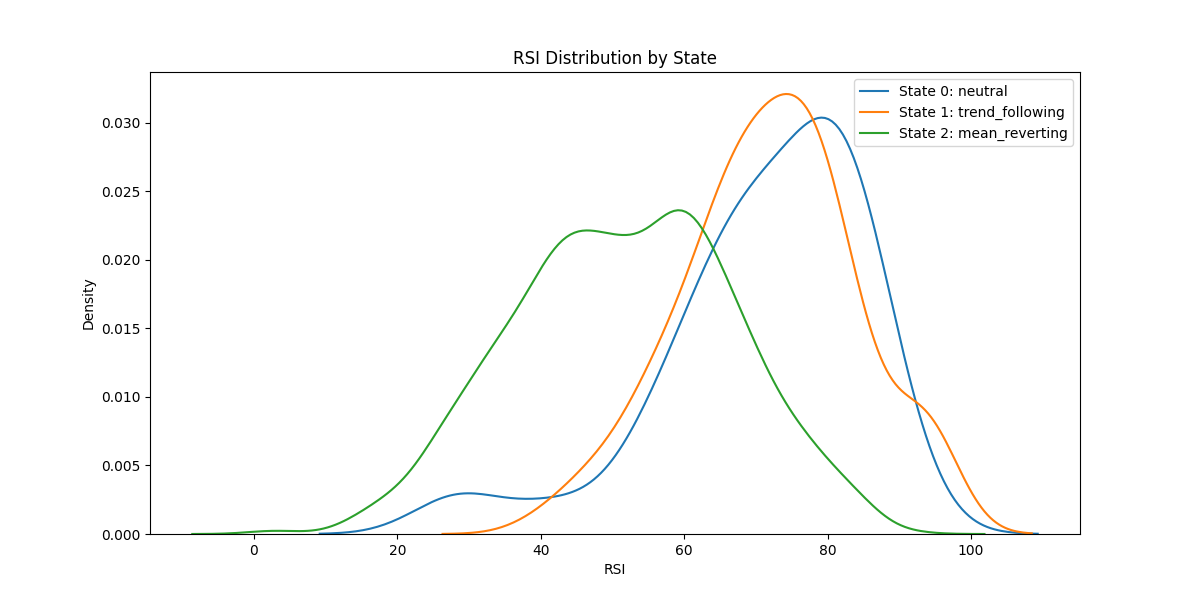 RSI Distribution by State
State 0: neutral
State 1: trend_following
State 2: mean_reverting
0.030
0.025
0.020
0.015
0.010
0.005
0.000
Density
0 20 40 60 80 100
RSI